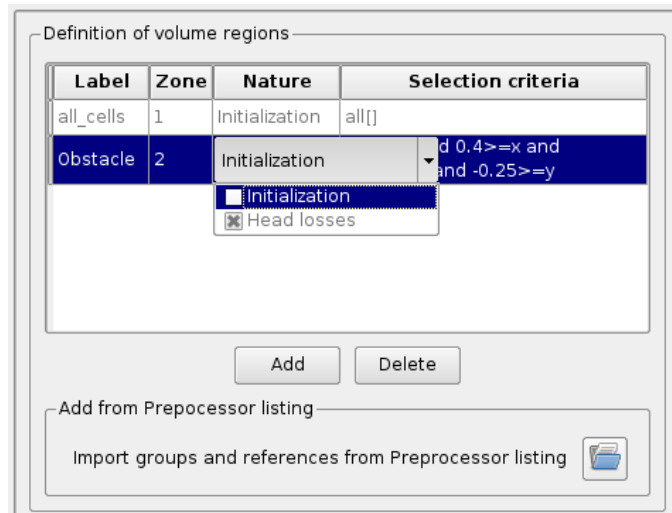 Definition of volume regions
Label Zone Nature Selection criteria
all_cells 1 Initialization all[]
Obstacle 2 Initialization d 0.4>=x and
and -0.25>=y
Initialization
Head losses
Add Delete
Add from Prepocessor listing
Import groups and references from Preprocessor listing